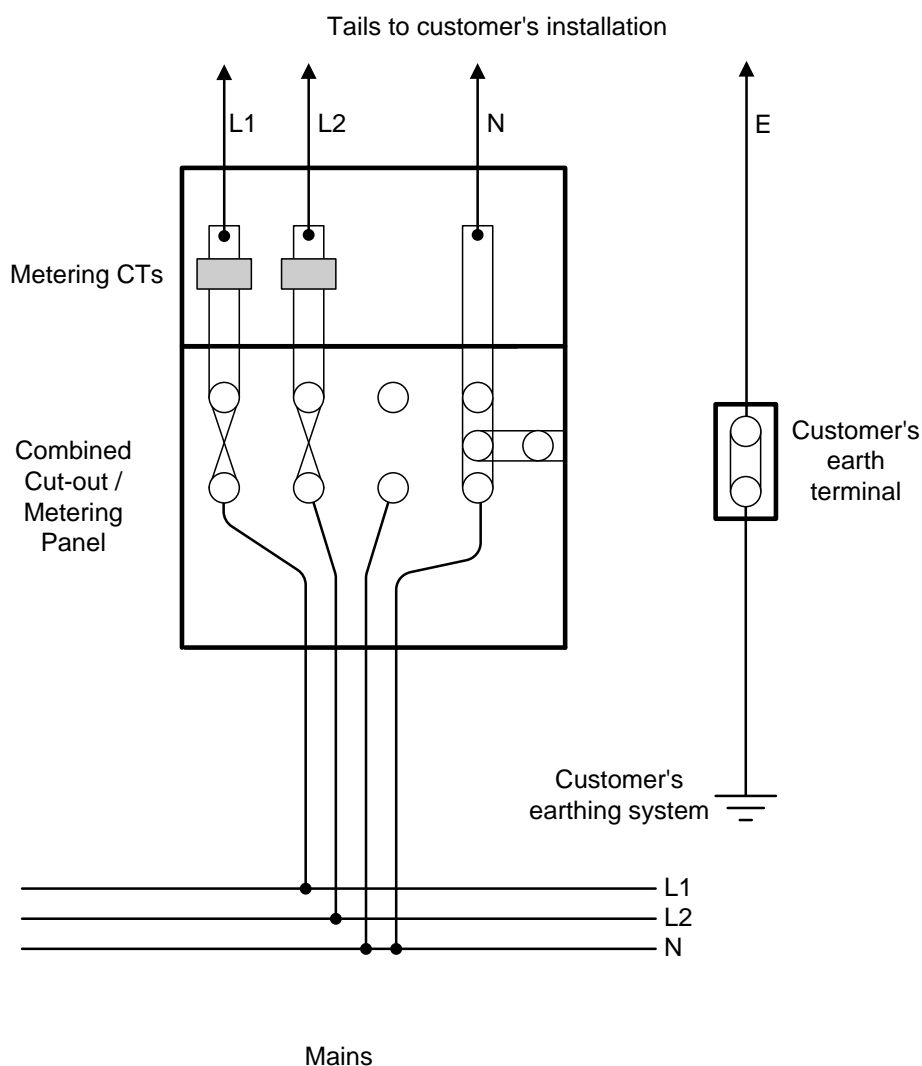 Tails to customer's installation
L1
L2
N
E
Metering CTs
Combined
Cut-out /
Metering
Panel
Customer's
earth
terminal
Customer's
earthing system
L1
L2
N
Mains